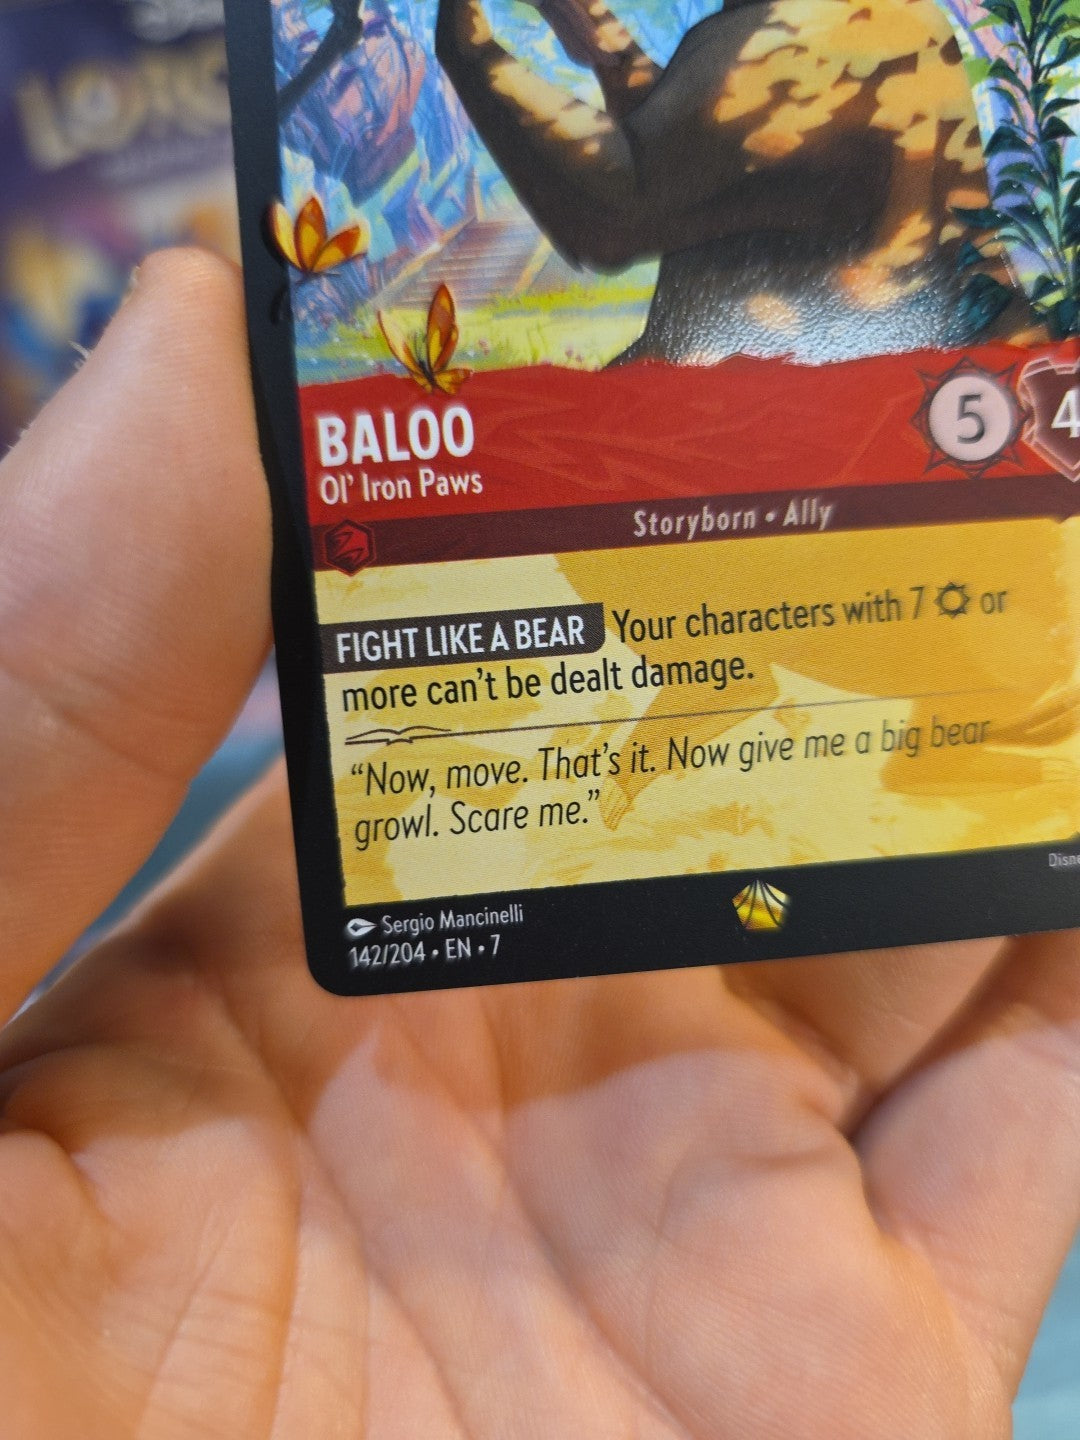 BALOO
Ol' Iron Paws
5
4
Storyborn • Ally
FIGHT LIKE A BEAR Your characters with 7 or
more can't be dealt damage.
“Now, move. That's it. Now give me a big bear
growl. Scare me.”
Sergio Mancinelli
142/204 • EN • 7